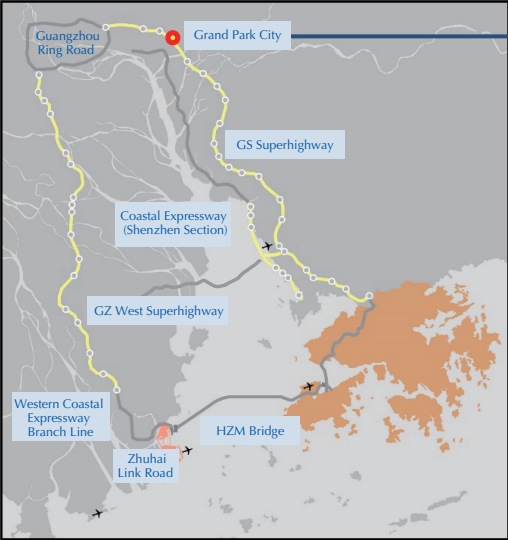 Guangzhou
Ring Road
Grand Park City
GS Superhighway
Coastal Expressway
(Shenzhen Section)
GZ West Superhighway
Western Coastal
Expressway
Branch Line
HZM Bridge
Zhuhai
Link Road